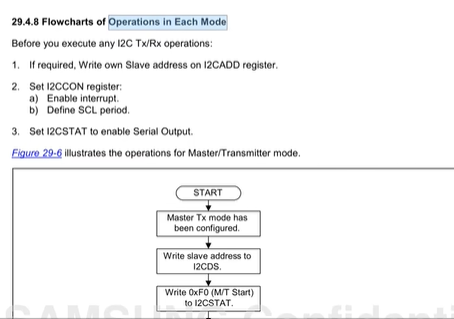 29.4.8 Flowcharts of Operations in Each Mode
Before you execute any I2C Tx/Rx operations:
1. If required, Write own Slave address on I2CADD register.
2. Set I2CCON register:
a) Enable interrupt.
b) Define SCL period.
3. Set I2CSTAT to enable Serial Output.
Figure 29-6 illustrates the operations for Master/Transmitter mode.
START
Master Tx mode has
been configured.
Write slave address to
I2CDS.
Write 0xF0 (M/T Start)
to I2CSTAT.
SAMSUNG Confidenti